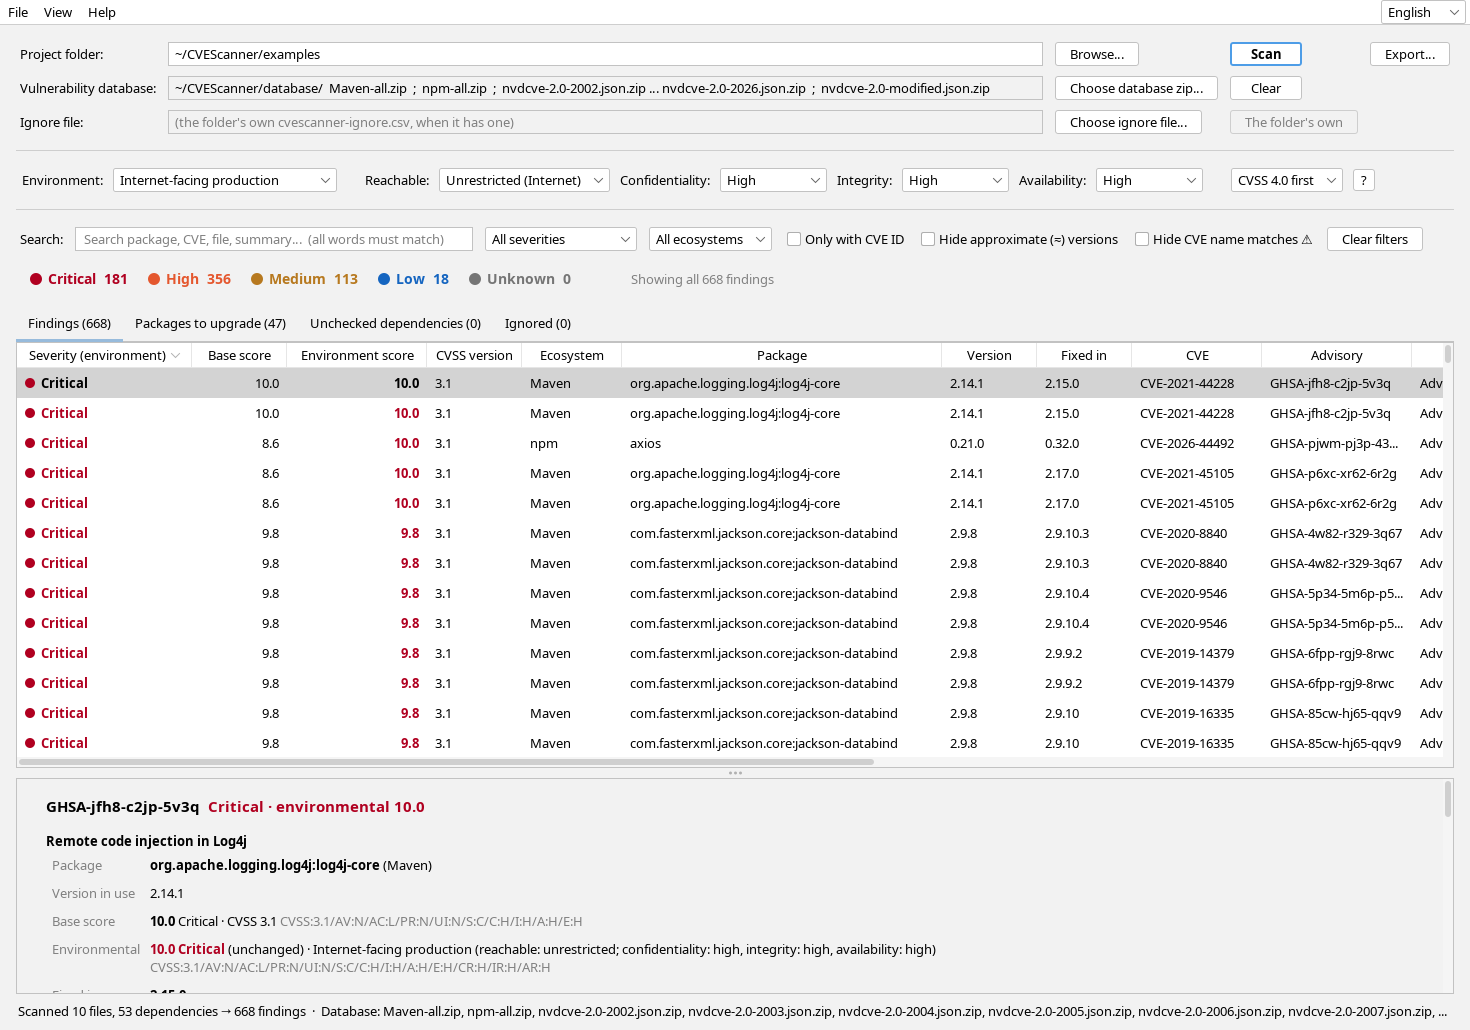 File View Help English
Project folder: ~/CVEScanner/examples Browse... Scan Export...
Vulnerability database: ~/CVEScanner/database/ Maven-all.zip ; npm-all.zip ; nvdcve-2.0-2002.json.zip ... nvdcve-2.0-2026.json.zip ; nvdcve-2.0-modified.json.zip Choose database zip... Clear
Ignore file: (the folder's own cvescanner-ignore.csv, when it has one) Choose ignore file... The folder's own
Environment: Internet-facing production Reachable: Unrestricted (Internet) Confidentiality: High Integrity: High Availability: High CVSS 4.0 first ?
Search: Search package, CVE, file, summary... (all words must match) All severities All ecosystems Only with CVE ID Hide approximate (≈) versions Hide CVE name matches ⚠ Clear filters
Critical 181 High 356 Medium 113 Low 18 Unknown 0 Showing all 668 findings
Findings (668) Packages to upgrade (47) Unchecked dependencies (0) Ignored (0)
Severity (environment) Base score Environment score CVSS version Ecosystem Package Version Fixed in CVE Advisory
Critical 10.0 10.0 3.1 Maven org.apache.logging.log4j:log4j-core 2.14.1 2.15.0 CVE-2021-44228 GHSA-jfh8-c2jp-5v3q Adv
Critical 10.0 10.0 3.1 Maven org.apache.logging.log4j:log4j-core 2.14.1 2.15.0 CVE-2021-44228 GHSA-jfh8-c2jp-5v3q Adv
Critical 8.6 10.0 3.1 npm axios 0.21.0 0.32.0 CVE-2026-44492 GHSA-pjwm-pj3p-43... Adv
Critical 8.6 10.0 3.1 Maven org.apache.logging.log4j:log4j-core 2.14.1 2.17.0 CVE-2021-45105 GHSA-p6xc-xr62-6r2g Adv
Critical 8.6 10.0 3.1 Maven org.apache.logging.log4j:log4j-core 2.14.1 2.17.0 CVE-2021-45105 GHSA-p6xc-xr62-6r2g Adv
Critical 9.8 9.8 3.1 Maven com.fasterxml.jackson.core:jackson-databind 2.9.8 2.9.10.3 CVE-2020-8840 GHSA-4w82-r329-3q67 Adv
Critical 9.8 9.8 3.1 Maven com.fasterxml.jackson.core:jackson-databind 2.9.8 2.9.10.3 CVE-2020-8840 GHSA-4w82-r329-3q67 Adv
Critical 9.8 9.8 3.1 Maven com.fasterxml.jackson.core:jackson-databind 2.9.8 2.9.10.4 CVE-2020-9546 GHSA-5p34-5m6p-p5... Adv
Critical 9.8 9.8 3.1 Maven com.fasterxml.jackson.core:jackson-databind 2.9.8 2.9.10.4 CVE-2020-9546 GHSA-5p34-5m6p-p5... Adv
Critical 9.8 9.8 3.1 Maven com.fasterxml.jackson.core:jackson-databind 2.9.8 2.9.9.2 CVE-2019-14379 GHSA-6fpp-rgj9-8rwc Adv
Critical 9.8 9.8 3.1 Maven com.fasterxml.jackson.core:jackson-databind 2.9.8 2.9.9.2 CVE-2019-14379 GHSA-6fpp-rgj9-8rwc Adv
Critical 9.8 9.8 3.1 Maven com.fasterxml.jackson.core:jackson-databind 2.9.8 2.9.10 CVE-2019-16335 GHSA-85cw-hj65-qqv9 Adv
Critical 9.8 9.8 3.1 Maven com.fasterxml.jackson.core:jackson-databind 2.9.8 2.9.10 CVE-2019-16335 GHSA-85cw-hj65-qqv9 Adv
GHSA-jfh8-c2jp-5v3q Critical · environmental 10.0
Remote code injection in Log4j
Package org.apache.logging.log4j:log4j-core (Maven)
Version in use 2.14.1
Base score 10.0 Critical · CVSS 3.1 CVSS:3.1/AV:N/AC:L/PR:N/UI:N/S:C/C:H/I:H/A:H/E:H
Environmental 10.0 Critical (unchanged) · Internet-facing production (reachable: unrestricted; confidentiality: high, integrity: high, availability: high)
CVSS:3.1/AV:N/AC:L/PR:N/UI:N/S:C/C:H/I:H/A:H/E:H/CR:H/IR:H/AR:H
Scanned 10 files, 53 dependencies → 668 findings · Database: Maven-all.zip, npm-all.zip, nvdcve-2.0-2002.json.zip, nvdcve-2.0-2003.json.zip, nvdcve-2.0-2004.json.zip, nvdcve-2.0-2005.json.zip, nvdcve-2.0-2006.json.zip, nvdcve-2.0-2007.json.zip, ...